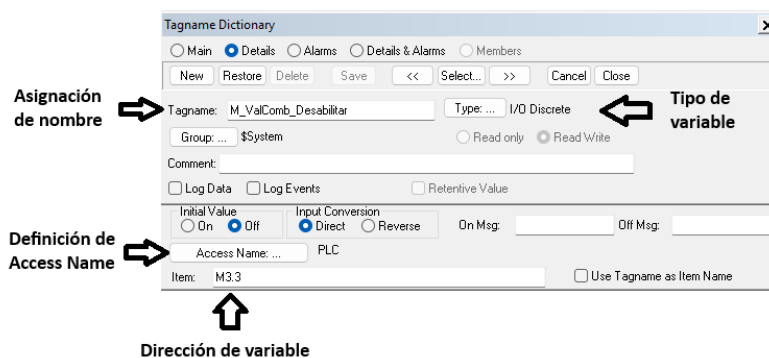 Tagname Dictionary
Main Details Alarms Details & Alarms Members
New Restore Delete Save << Select... >> Cancel Close
Asignación de nombre
Tagname: M_ValComb_Desabilitar Type: ... I/O Discrete
Tipo de variable
Group: ... $System Read only Read Write
Comment:
Log Data Log Events Retentive Value
Initial Value Input Conversion
On Off Direct Reverse On Msg: Off Msg:
Definición de Access Name
Access Name: ... PLC
Item: M3.3 Use Tagname as Item Name
Dirección de variable